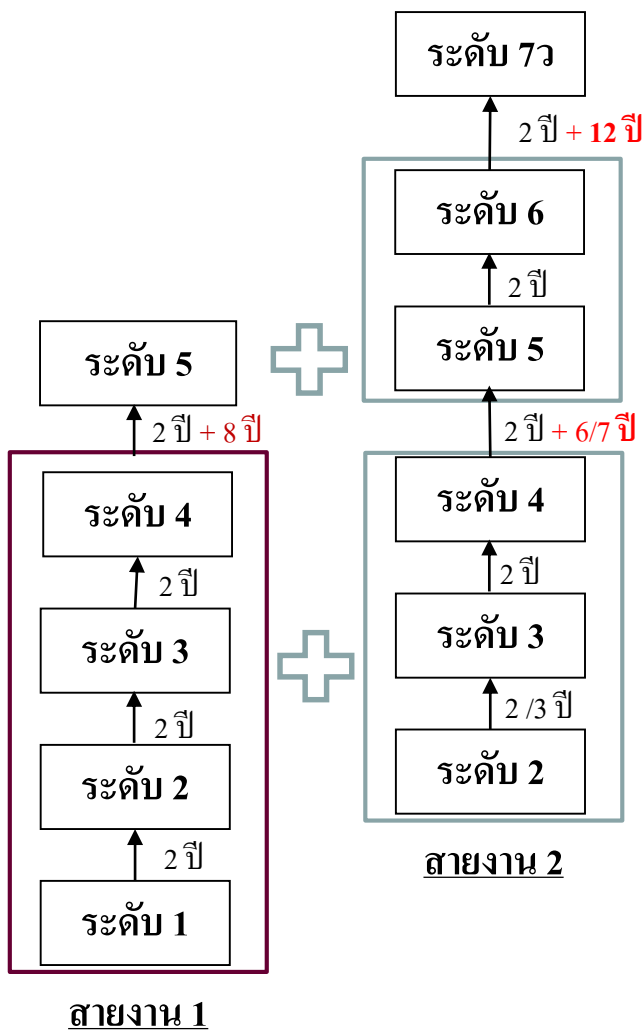 ระดับ 7ว
2 ปี + 12 ปี
ระดับ 6
2 ปี
ระดับ 5
2 ปี + 6/7 ปี
ระดับ 4
2 ปี
ระดับ 3
2 /3 ปี
ระดับ 2
สายงาน 2
ระดับ 5
2 ปี + 8 ปี
ระดับ 4
2 ปี
ระดับ 3
2 ปี
ระดับ 2
2 ปี
ระดับ 1
สายงาน 1